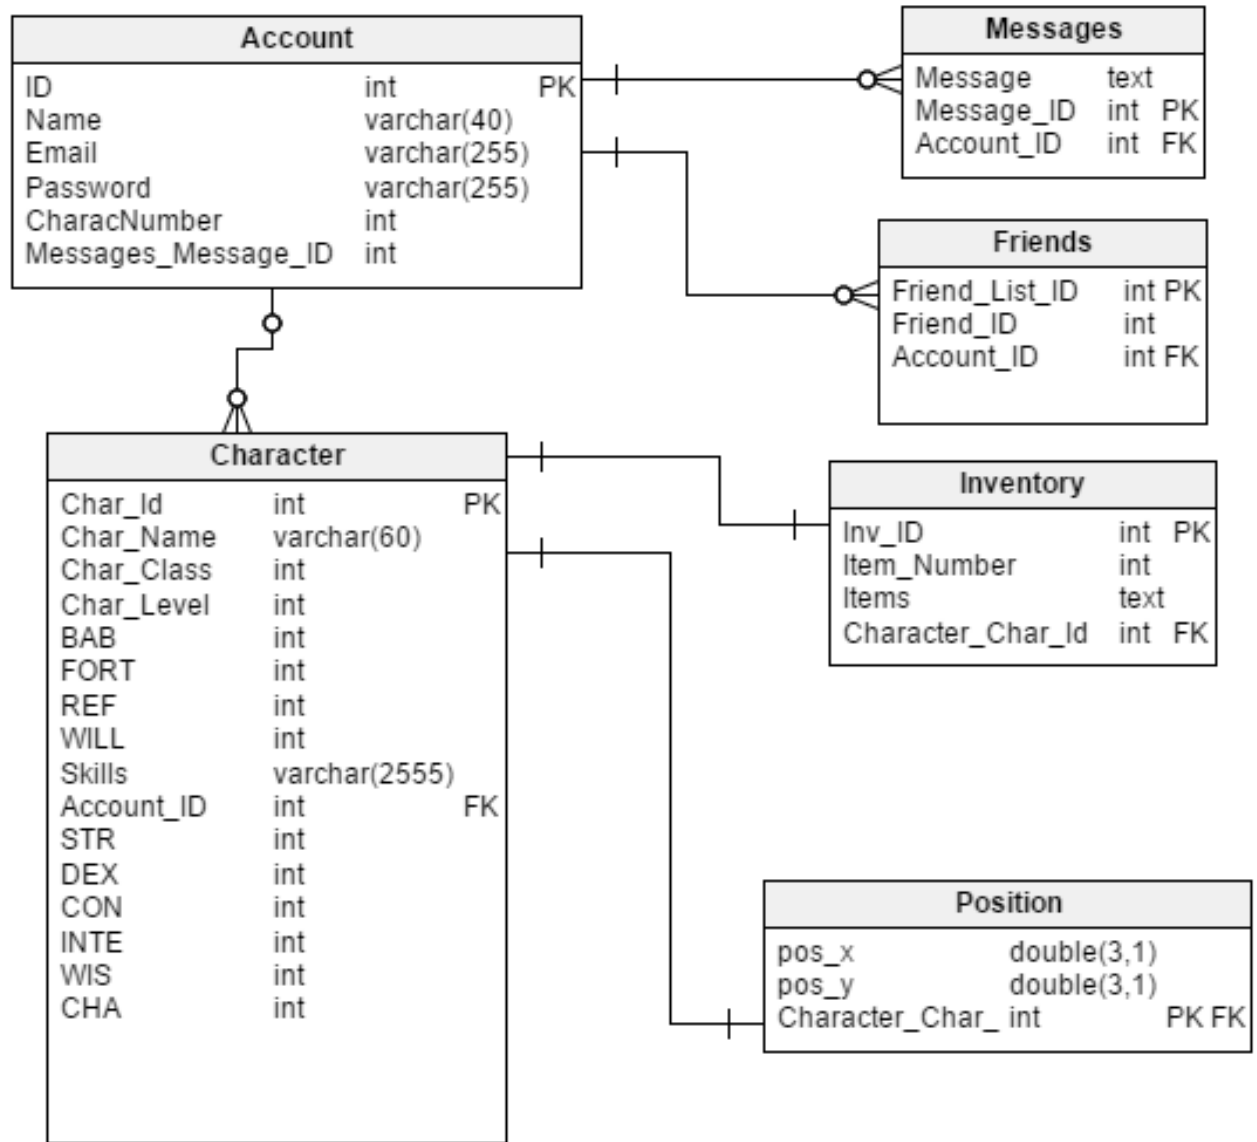 Account
ID int PK
Name varchar(40)
Email varchar(255)
Password varchar(255)
CharacNumber int
Messages_Message_ID int
Messages
Message text
Message_ID int PK
Account_ID int FK
Friends
Friend_List_ID int PK
Friend_ID int
Account_ID int FK
Character
Char_Id int PK
Char_Name varchar(60)
Char_Class int
Char_Level int
BAB int
FORT int
REF int
WILL int
Skills varchar(2555)
Account_ID int FK
STR int
DEX int
CON int
INTE int
WIS int
CHA int
Inventory
Inv_ID int PK
Item_Number int
Items text
Character_Char_Id int FK
Position
pos_x double(3,1)
pos_y double(3,1)
Character_Char_ int PK FK